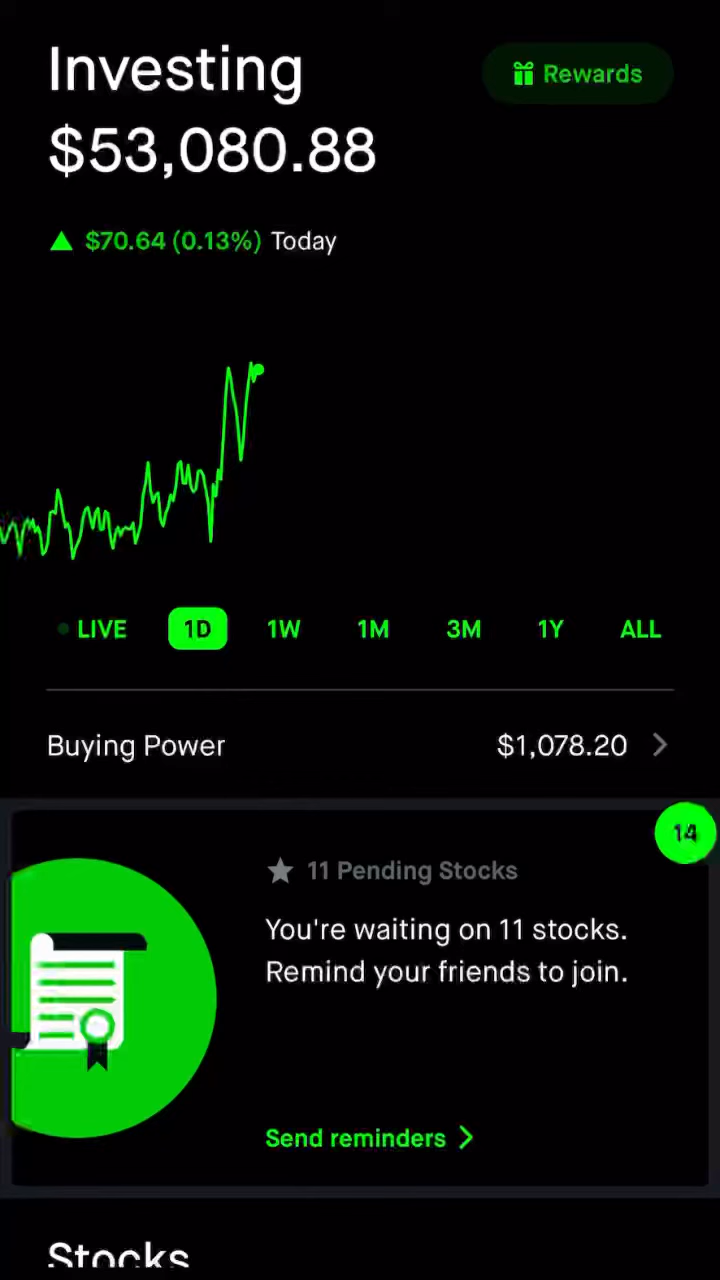 Investing
Rewards
$53,080.88
$70.64 (0.13%) Today
LIVE 1D 1W 1M 3M 1Y ALL
Buying Power $1,078.20
14
11 Pending Stocks
You're waiting on 11 stocks.
Remind your friends to join.
Send reminders
Stocks